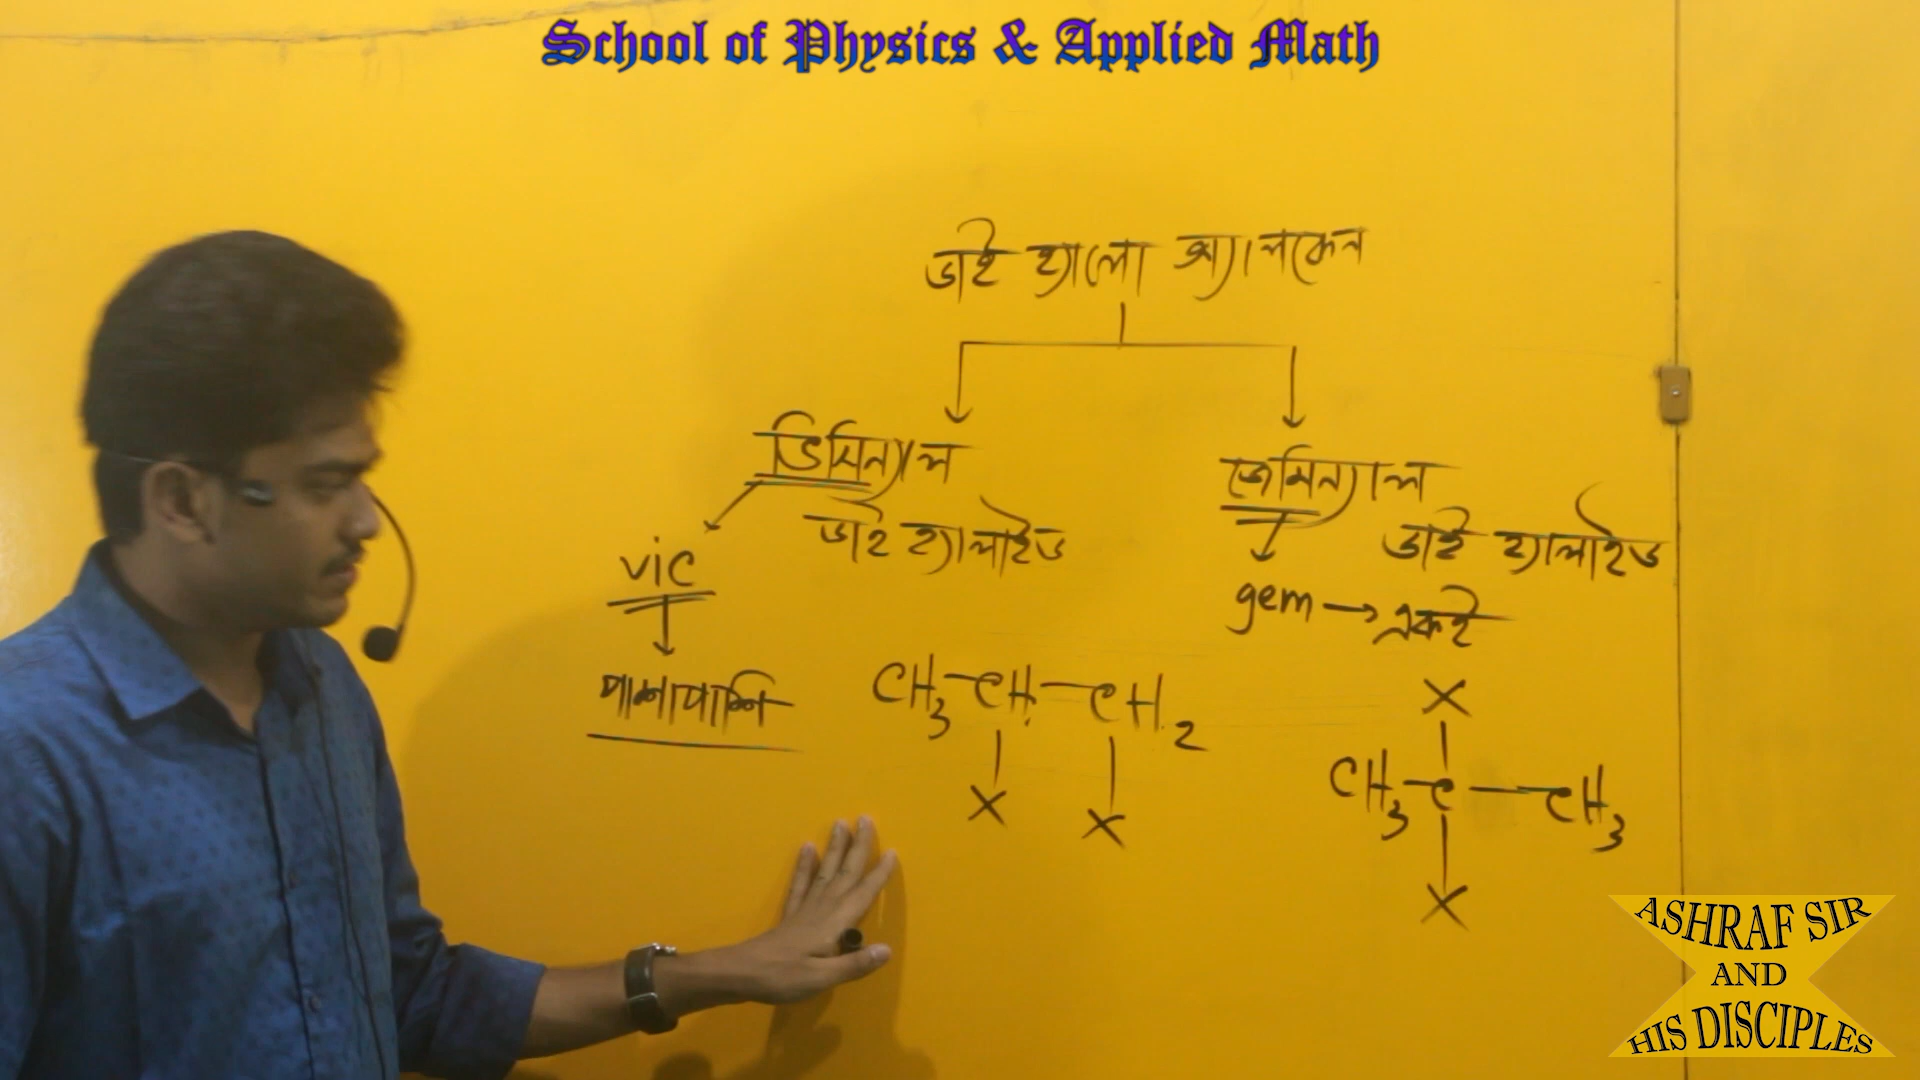 School of Physics & Applied Math
ডাই হ্যালো অ্যালকেন
ভিসিন্যাল
ডাই হ্যালাইড
vic
পাশাপাশি
CH3-CH-CH2
X X
জেমিন্যাল
ডাই হ্যালাইড
gem → একই
X
CH3-C-CH3
X
ASHRAF SIR
AND
HIS DISCIPLES